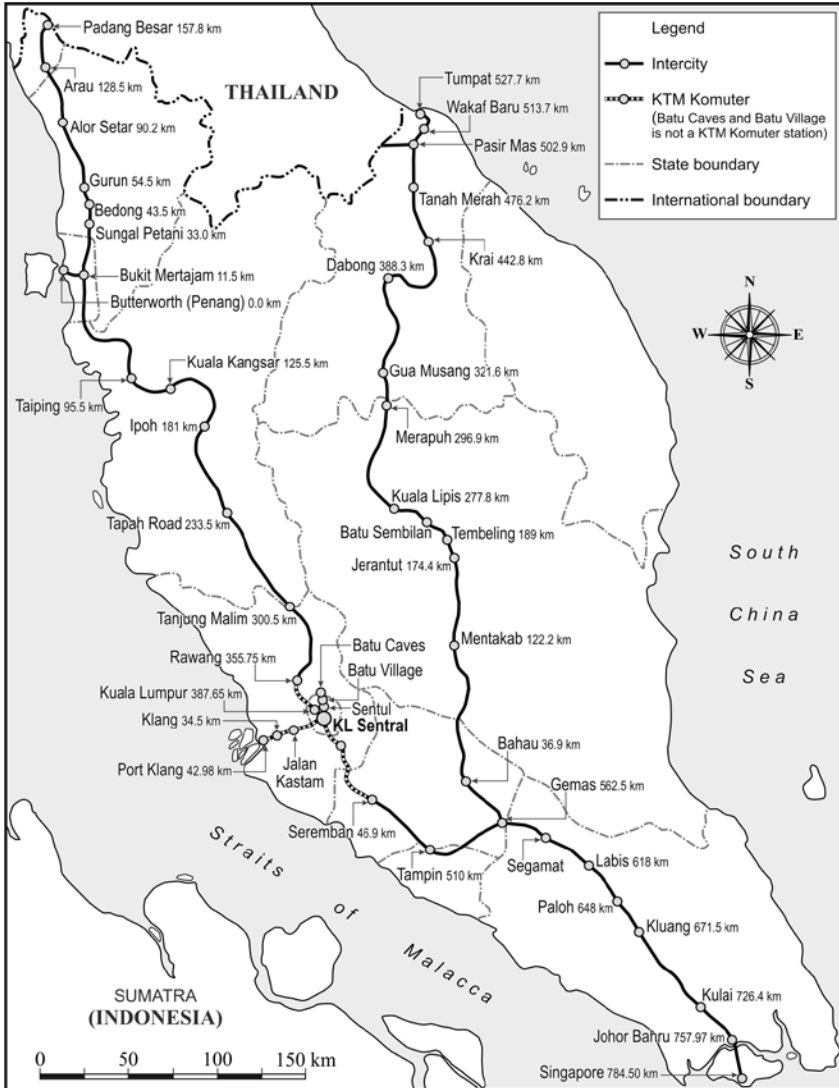 Padang Besar 157.8 km
Arau 128.5 km
Alor Setar 90.2 km
Gurun 54.5 km
Bedong 43.5 km
Sungal Petani 33.0 km
Bukit Mertajam 11.5 km
Butterworth (Penang) 0.0 km
THAILAND
Tumpat 527.7 km
Wakaf Baru 513.7 km
Pasir Mas 502.9 km
Tanah Merah 476.2 km
Krai 442.8 km
Dabong 388.3 km
Legend
Intercity
KTM Komuter
(Batu Caves and Batu Village
is not a KTM Komuter station)
State boundary
International boundary
N
W
E
S
Kuala Kangsar 125.5 km
Taiping 95.5 km
Ipoh 181 km
Gua Musang 321.6 km
Merapuh 296.9 km
Kuala Lipis 277.8 km
Tapah Road 233.5 km
Batu Sembilan
Tembeling 189 km
Jerantut 174.4 km
South
China
Sea
Tanjung Malim 300.5 km
Mentakab 122.2 km
Rawang 355.75 km
Batu Caves
Batu Village
Kuala Lumpur 387.65 km
Sentul
Klang 34.5 km
KL Sentral
Jalan
Kastam
Port Klang 42.98 km
Bahau 36.9 km
Gemas 562.5 km
Seremban 46.9 km
Tampin 510 km
Segamat
Labis 618 km
Paloh 648 km
Kluang 671.5 km
Straits
of
Malacca
Kulai 726.4 km
Johor Bahru 757.97 km
Singapore 784.50 km
SUMATRA
(INDONESIA)
0 50 100 150 km